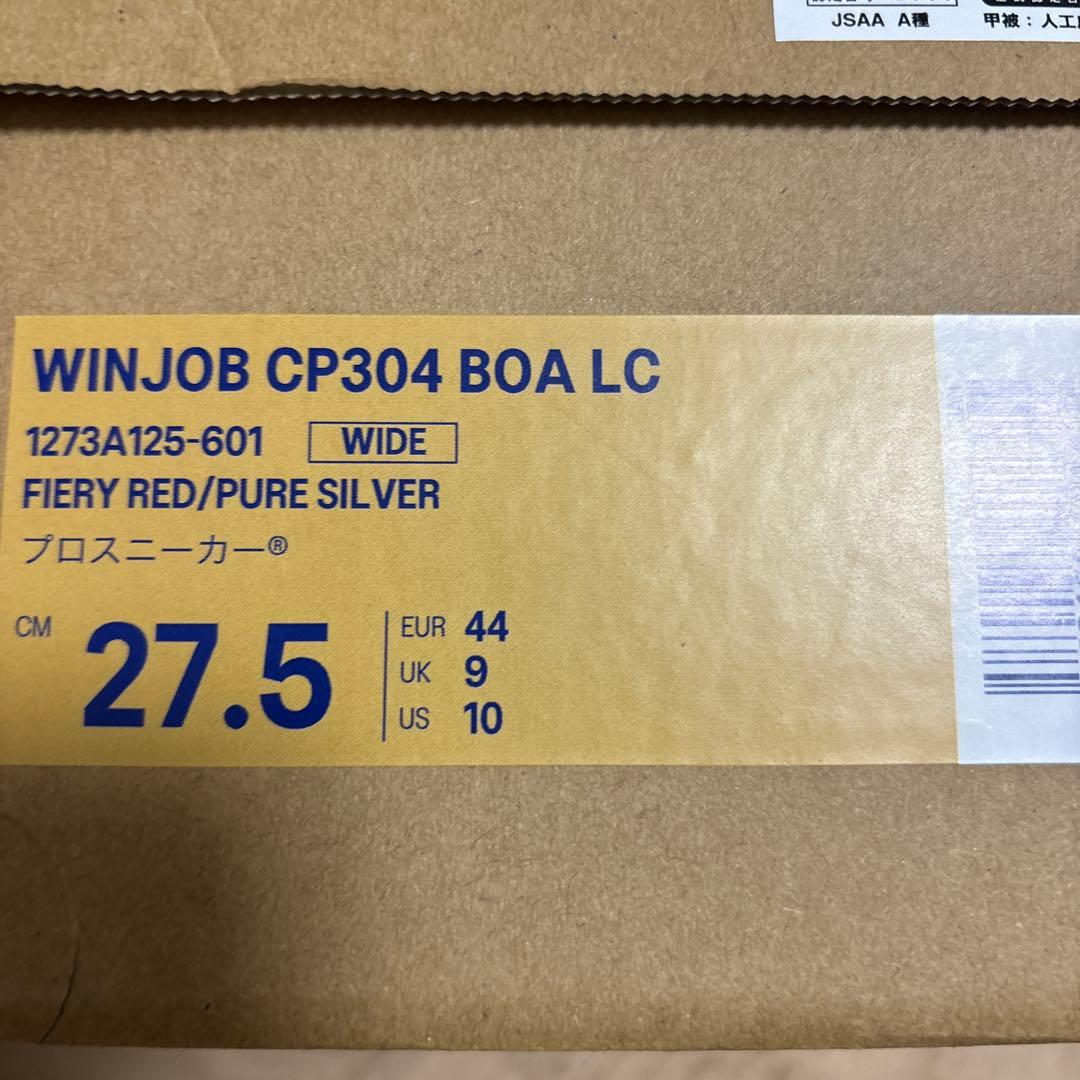 JSAA A種
甲被：人工
WINJOB CP304 BOA LC
1273A125-601 WIDE
FIERY RED/PURE SILVER
プロスニーカー®
CM 27.5
EUR 44
UK 9
US 10